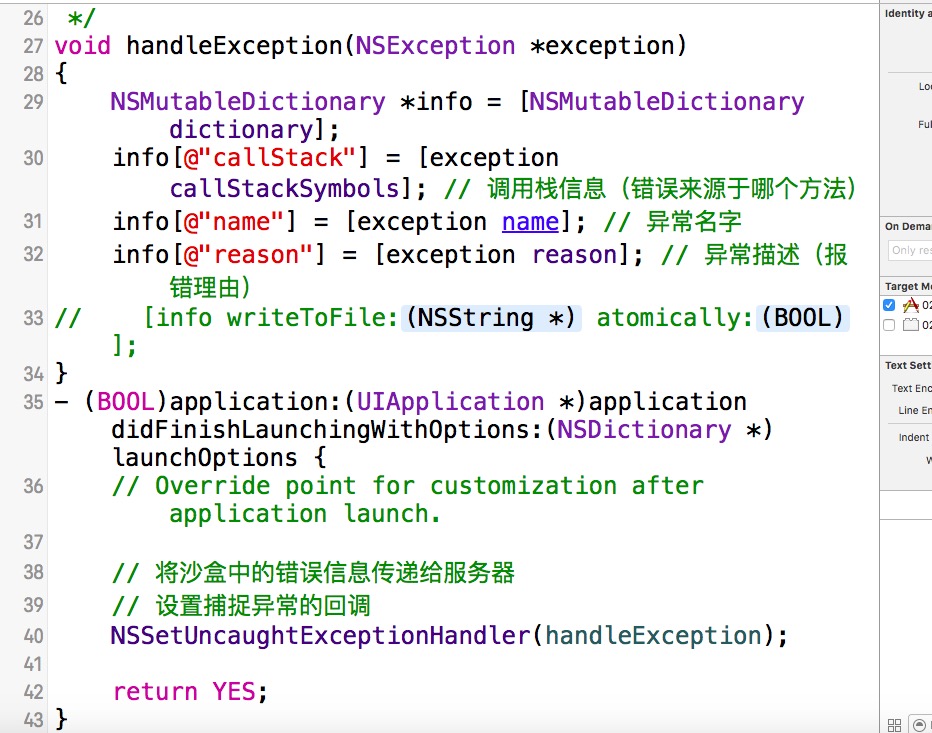 26 */
27 void handleException(NSException *exception)
28 {
29 NSMutableDictionary *info = [NSMutableDictionary
dictionary];
30 info[@"callStack"] = [exception
callStackSymbols]; // 调用栈信息（错误来源于哪个方法）
31 info[@"name"] = [exception name]; // 异常名字
32 info[@"reason"] = [exception reason]; // 异常描述（报
错理由）
33 // [info writeToFile:(NSString *) atomically:(BOOL)
];
34 }
35 - (BOOL)application:(UIApplication *)application
didFinishLaunchingWithOptions:(NSDictionary *)
launchOptions {
36 // Override point for customization after
application launch.
37
38 // 将沙盒中的错误信息传递给服务器
39 // 设置捕捉异常的回调
40 NSSetUncaughtExceptionHandler(handleException);
41
42 return YES;
43 }
Identity a
Loc
Ful
On Dema
Only res
Target Me
02
02
Text Sett
Text Enc
Line En
Indent
W